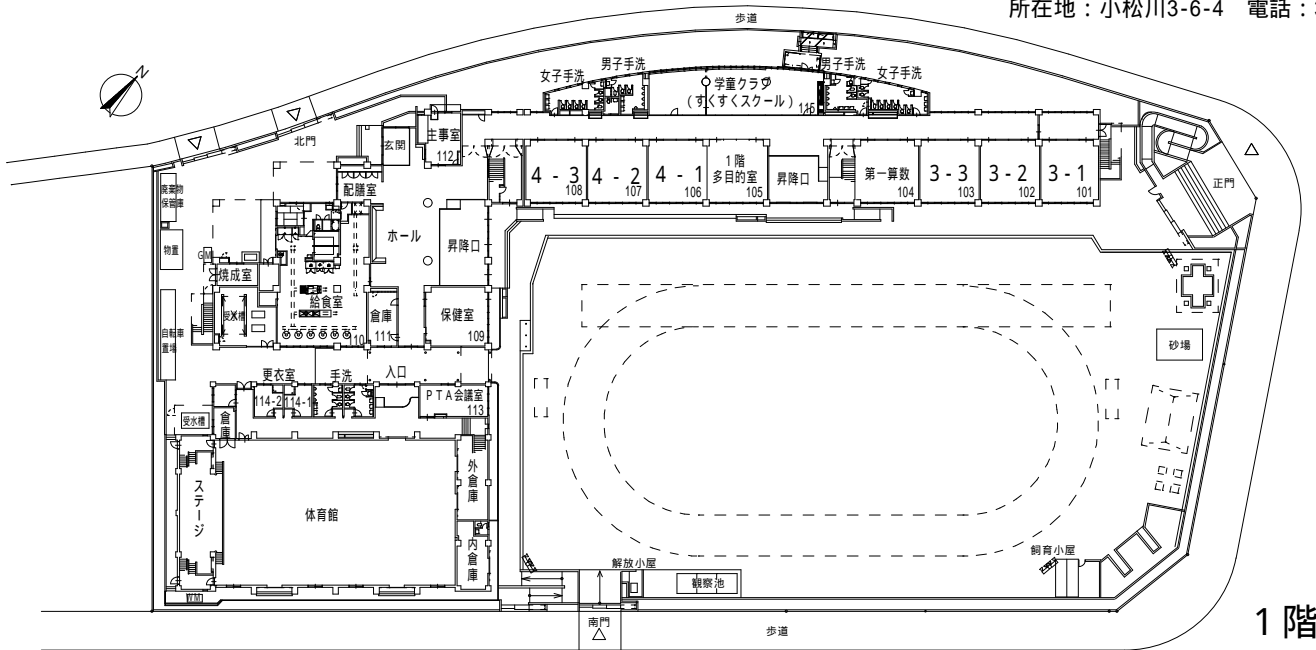 所在地：小松川3-6-4 電話：
歩道
N
女子手洗
男子手洗
学童クラブ
(すくすくスクール)
115
男子手洗
女子手洗
北門
玄関
主事室
112
配膳室
4-3
108
4-2
107
4-1
106
1階
多目的室
105
昇降口
第一算数
104
3-3
103
3-2
102
3-1
101
正門
廃棄物
保管庫
物置
GM
焼成室
受水槽
自転車
置場
給食室
110
ホール
昇降口
倉庫
111
保健室
109
砂場
更衣室
114-2
114-1
手洗
入口
PTA会議室
113
受水槽
倉庫
ステージ
体育館
外倉庫
内倉庫
WM
解放小屋
観察池
飼育小屋
南門
歩道
1階